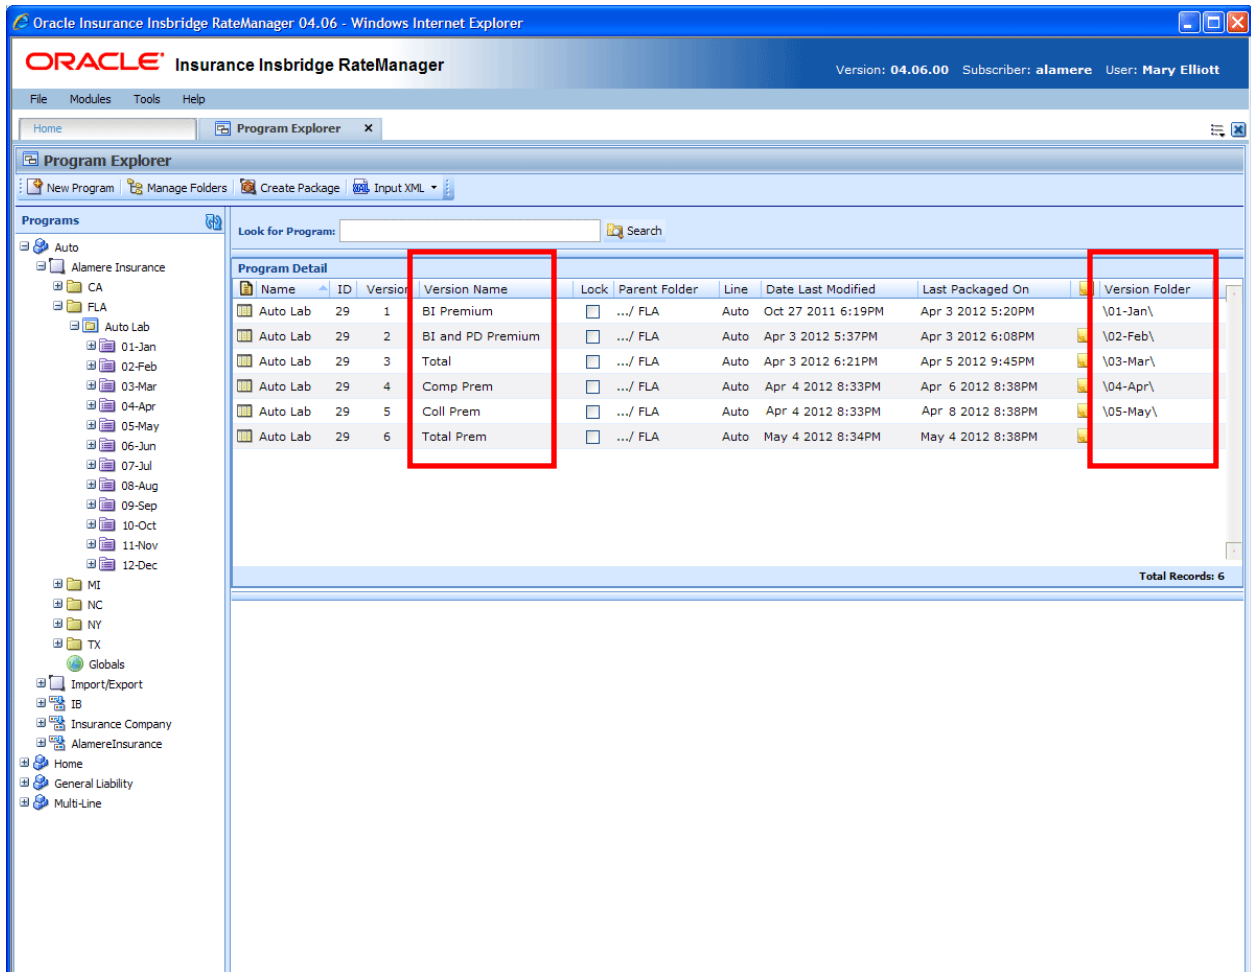 Oracle Insurance Insbridge RateManager 04.06 - Windows Internet Explorer
ORACLE Insurance Insbridge RateManager
Version: 04.06.00 Subscriber: alamere User: Mary Elliott
File Modules Tools Help
Home Program Explorer x
Program Explorer
New Program Manage Folders Create Package Input XML
Programs
Auto
Alamere Insurance
CA
FLA
Auto Lab
01-Jan
02-Feb
03-Mar
04-Apr
05-May
06-Jun
07-Jul
08-Aug
09-Sep
10-Oct
11-Nov
12-Dec
MI
NC
NY
TX
Globals
Import/Export
IB
Insurance Company
AlamereInsurance
Home
General Liability
Multi-Line
Look for Program: Search
Program Detail
Name ID Version Version Name Lock Parent Folder Line Date Last Modified Last Packaged On Version Folder
Auto Lab 29 1 BI Premium .../ FLA Auto Oct 27 2011 6:19PM Apr 3 2012 5:20PM \01-Jan\
Auto Lab 29 2 BI and PD Premium .../ FLA Auto Apr 3 2012 5:37PM Apr 3 2012 6:08PM \02-Feb\
Auto Lab 29 3 Total .../ FLA Auto Apr 3 2012 6:21PM Apr 5 2012 9:45PM \03-Mar\
Auto Lab 29 4 Comp Prem .../ FLA Auto Apr 4 2012 8:33PM Apr 6 2012 8:38PM \04-Apr\
Auto Lab 29 5 Coll Prem .../ FLA Auto Apr 4 2012 8:33PM Apr 8 2012 8:38PM \05-May\
Auto Lab 29 6 Total Prem .../ FLA Auto May 4 2012 8:34PM May 4 2012 8:38PM
Total Records: 6